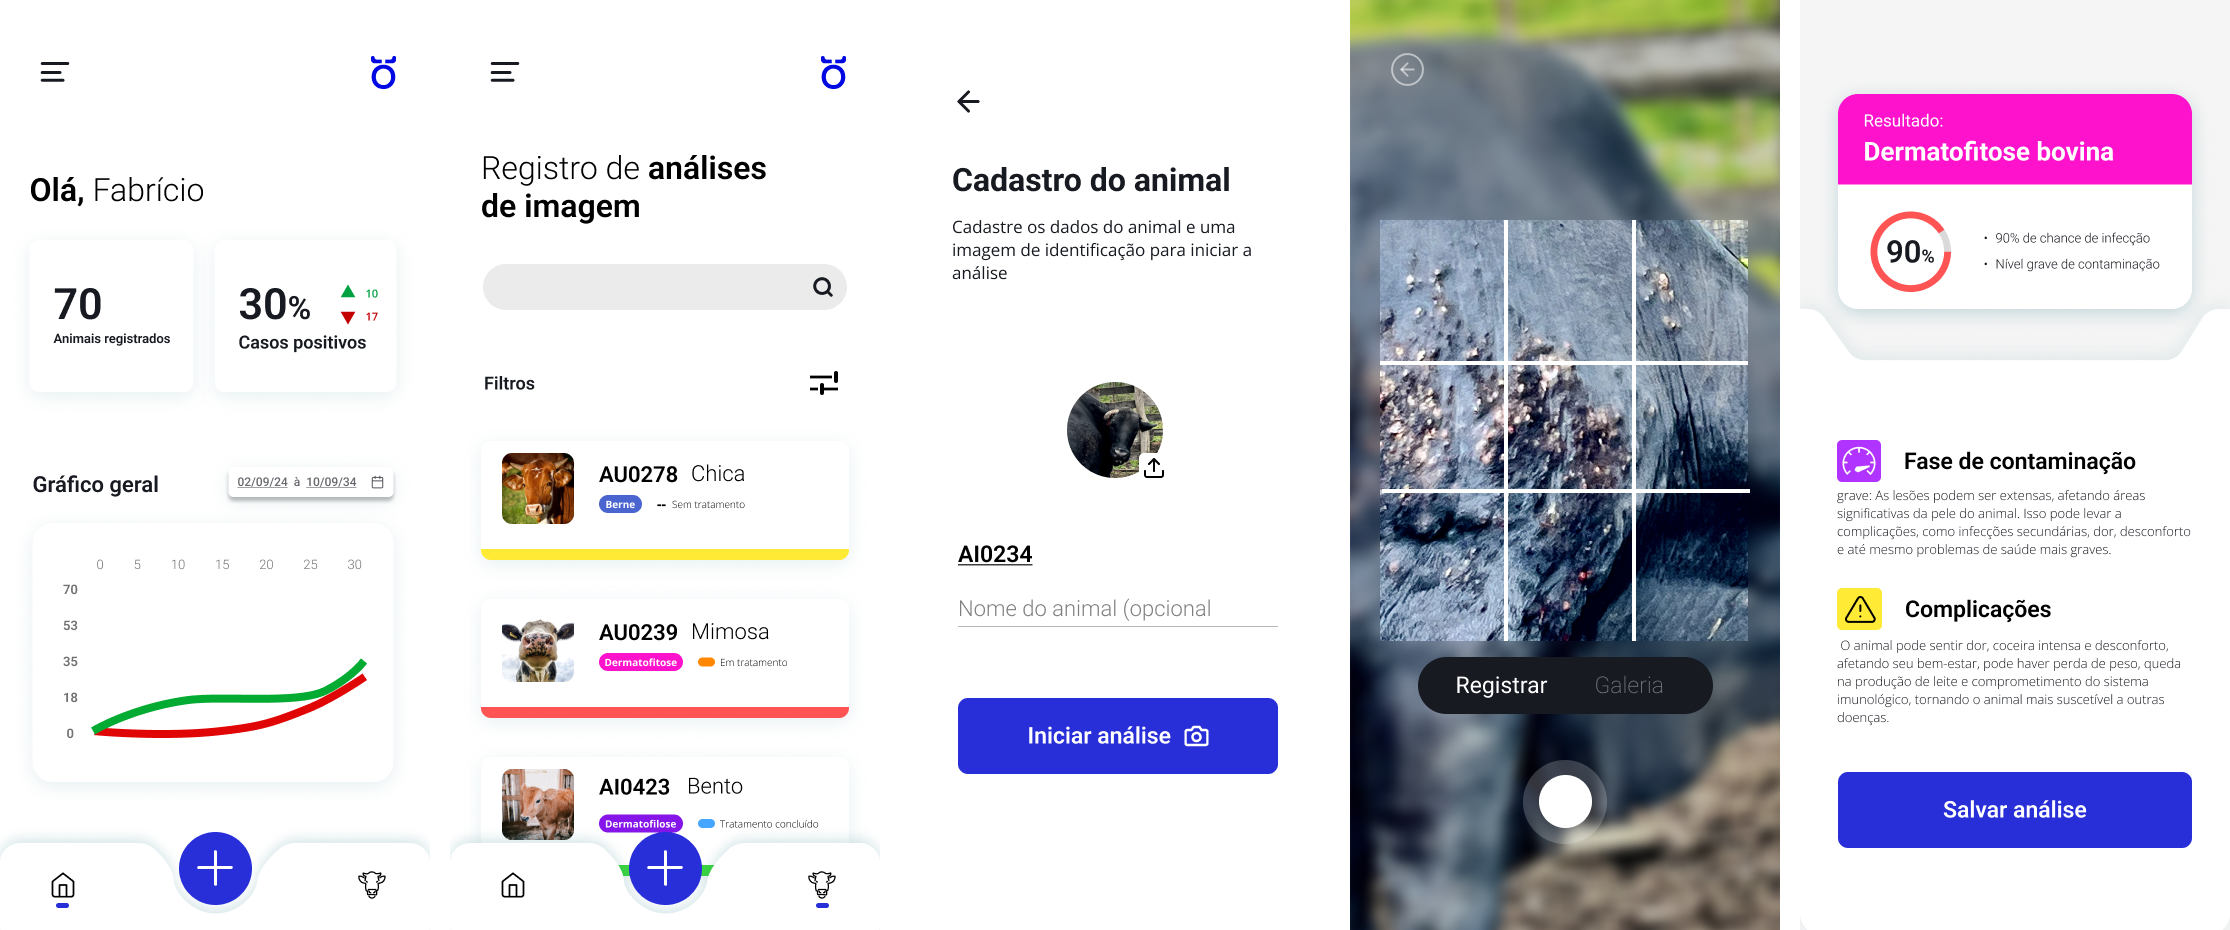 Olá, Fabrício
70
Animais registrados
30%
10
17
Casos positivos
Gráfico geral
02/09/24 à 10/09/34
0 5 10 15 20 25 30
70
53
35
18
0
Registro de análises
de imagem
Filtros
AU0278 Chica
Berne -- Sem tratamento
AU0239 Mimosa
Dermatofitose Em tratamento
AI0423 Bento
Dermatofilose Tratamento concluído
Cadastro do animal
Cadastre os dados do animal e uma
imagem de identificação para iniciar a
análise
AI0234
Nome do animal (opcional
Iniciar análise
Registrar Galeria
Resultado:
Dermatofitose bovina
90%
• 90% de chance de infecção
• Nível grave de contaminação
Fase de contaminação
grave: As lesões podem ser extensas, afetando áreas
significativas da pele do animal. Isso pode levar a
complicações, como infecções secundárias, dor, desconforto
e até mesmo problemas de saúde mais graves.
Complicações
O animal pode sentir dor, coceira intensa e desconforto,
afetando seu bem-estar, pode haver perda de peso, queda
na produção de leite e comprometimento do sistema
imunológico, tornando o animal mais suscetível a outras
doenças.
Salvar análise